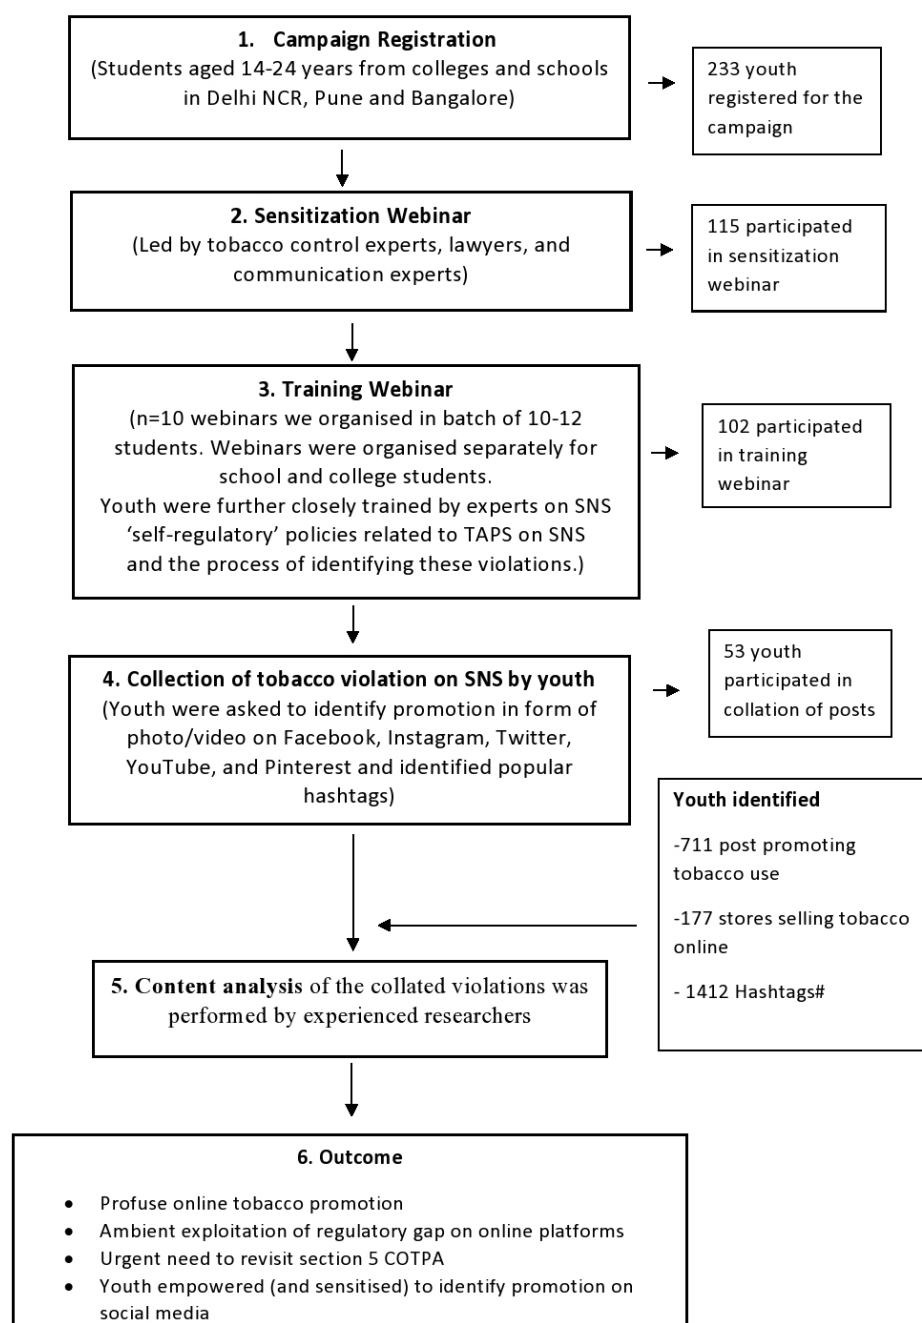 1. Campaign Registration
(Students aged 14-24 years from colleges and schools
in Delhi NCR, Pune and Bangalore)
233 youth
registered for the
campaign
2. Sensitization Webinar
(Led by tobacco control experts, lawyers, and
communication experts)
115 participated
in sensitization
webinar
3. Training Webinar
(n=10 webinars we organised in batch of 10-12
students. Webinars were organised separately for
school and college students.
Youth were further closely trained by experts on SNS
‘self-regulatory’ policies related to TAPS on SNS
and the process of identifying these violations.)
102 participated
in training
webinar
4. Collection of tobacco violation on SNS by youth
(Youth were asked to identify promotion in form of
photo/video on Facebook, Instagram, Twitter,
YouTube, and Pinterest and identified popular
hashtags)
53 youth
participated in
collation of posts
Youth identified
-711 post promoting
tobacco use
-177 stores selling tobacco
online
- 1412 Hashtags#
5. Content analysis of the collated violations was
performed by experienced researchers
6. Outcome
• Profuse online tobacco promotion
• Ambient exploitation of regulatory gap on online platforms
• Urgent need to revisit section 5 COTPA
• Youth empowered (and sensitised) to identify promotion on
social media